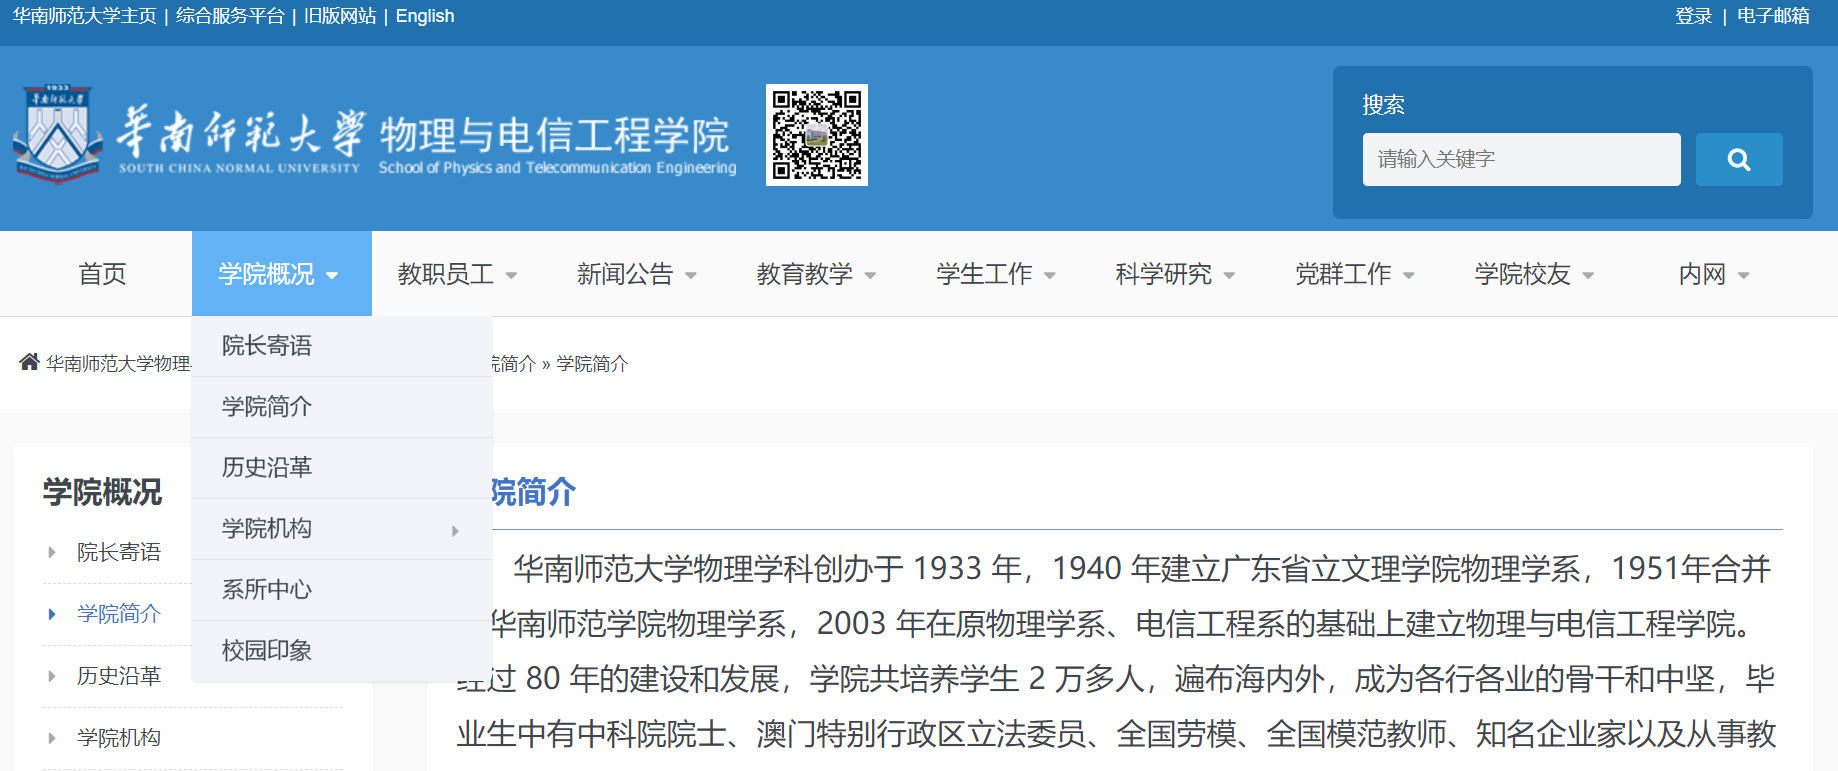 华南师范大学主页 | 综合服务平台 | 旧版网站 | English
登录 | 电子邮箱
1933
華南师範大學
SOUTH CHINA NORMAL UNIVERSITY
物理与电信工程学院
School of Physics and Telecommunication Engineering
搜索
请输入关键字
首页 学院概况 教职员工 新闻公告 教育教学 学生工作 科学研究 党群工作 学院校友 内网
华南师范大学物理
院简介 » 学院简介
院长寄语
学院简介
历史沿革
学院机构
系所中心
校园印象
学院概况
院长寄语
学院简介
历史沿革
学院机构
院简介
华南师范大学物理学科创办于 1933 年，1940 年建立广东省立文理学院物理学系，1951年合并
华南师范学院物理学系，2003 年在原物理学系、电信工程系的基础上建立物理与电信工程学院。
经过 80 年的建设和发展，学院共培养学生 2 万多人，遍布海内外，成为各行各业的骨干和中坚，毕
业生中有中科院院士、澳门特别行政区立法委员、全国劳模、全国模范教师、知名企业家以及从事教